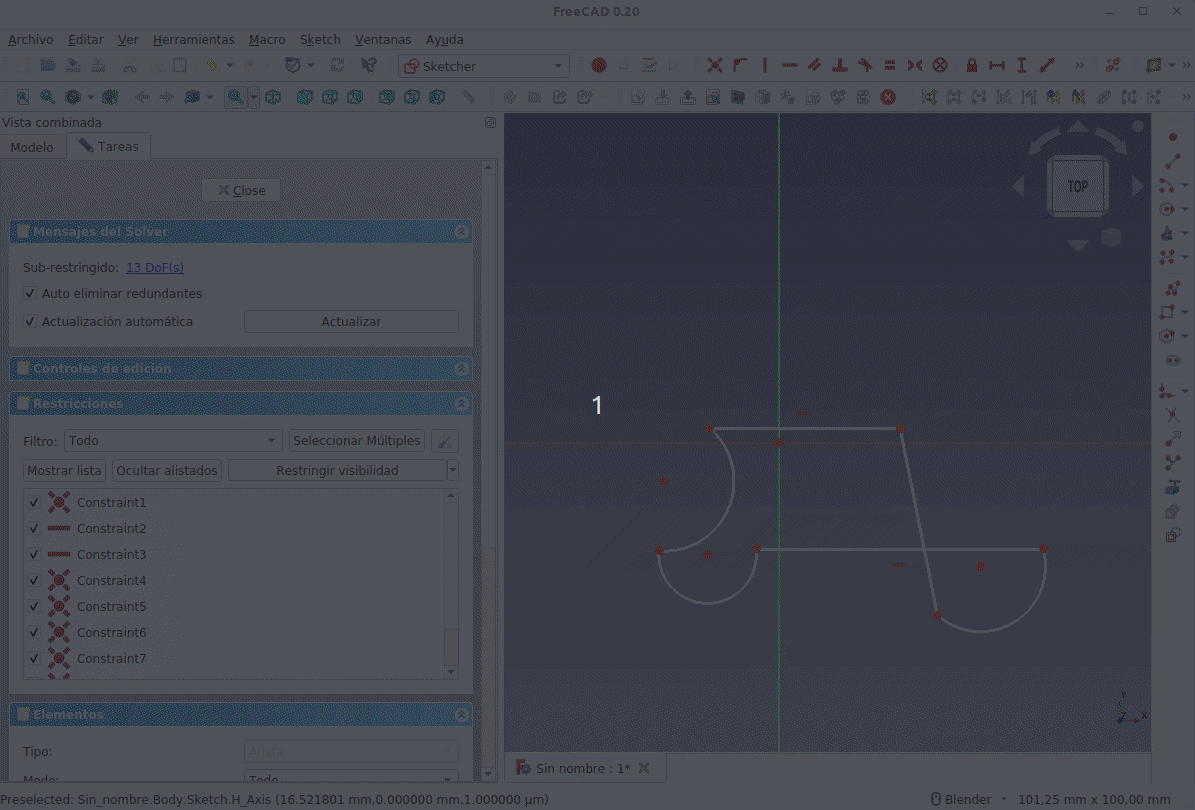 FreeCAD 0.20
Archivo Editar Ver Herramientas Macro Sketch Ventanas Ayuda
Sketcher
Vista combinada
Modelo Tareas
Close
Mensajes del Solver
Sub-restringido: 13 DoF(s)
Auto eliminar redundantes
Actualización automática Actualizar
Controles de edición
Restricciones
Filtro: Todo Seleccionar Múltiples
Mostrar lista Ocultar alistados Restringir visibilidad
Constraint1
Constraint2
Constraint3
Constraint4
Constraint5
Constraint6
Constraint7
Elementos
Tipo: Arista
Modo: Todo
1
TOP
Y
Z X
Sin nombre : 1*
Preselected: Sin_nombre.Body.Sketch.H_Axis (16.521801 mm,0.000000 mm,1.000000 µm) Blender 101,25 mm x 100.00 mm